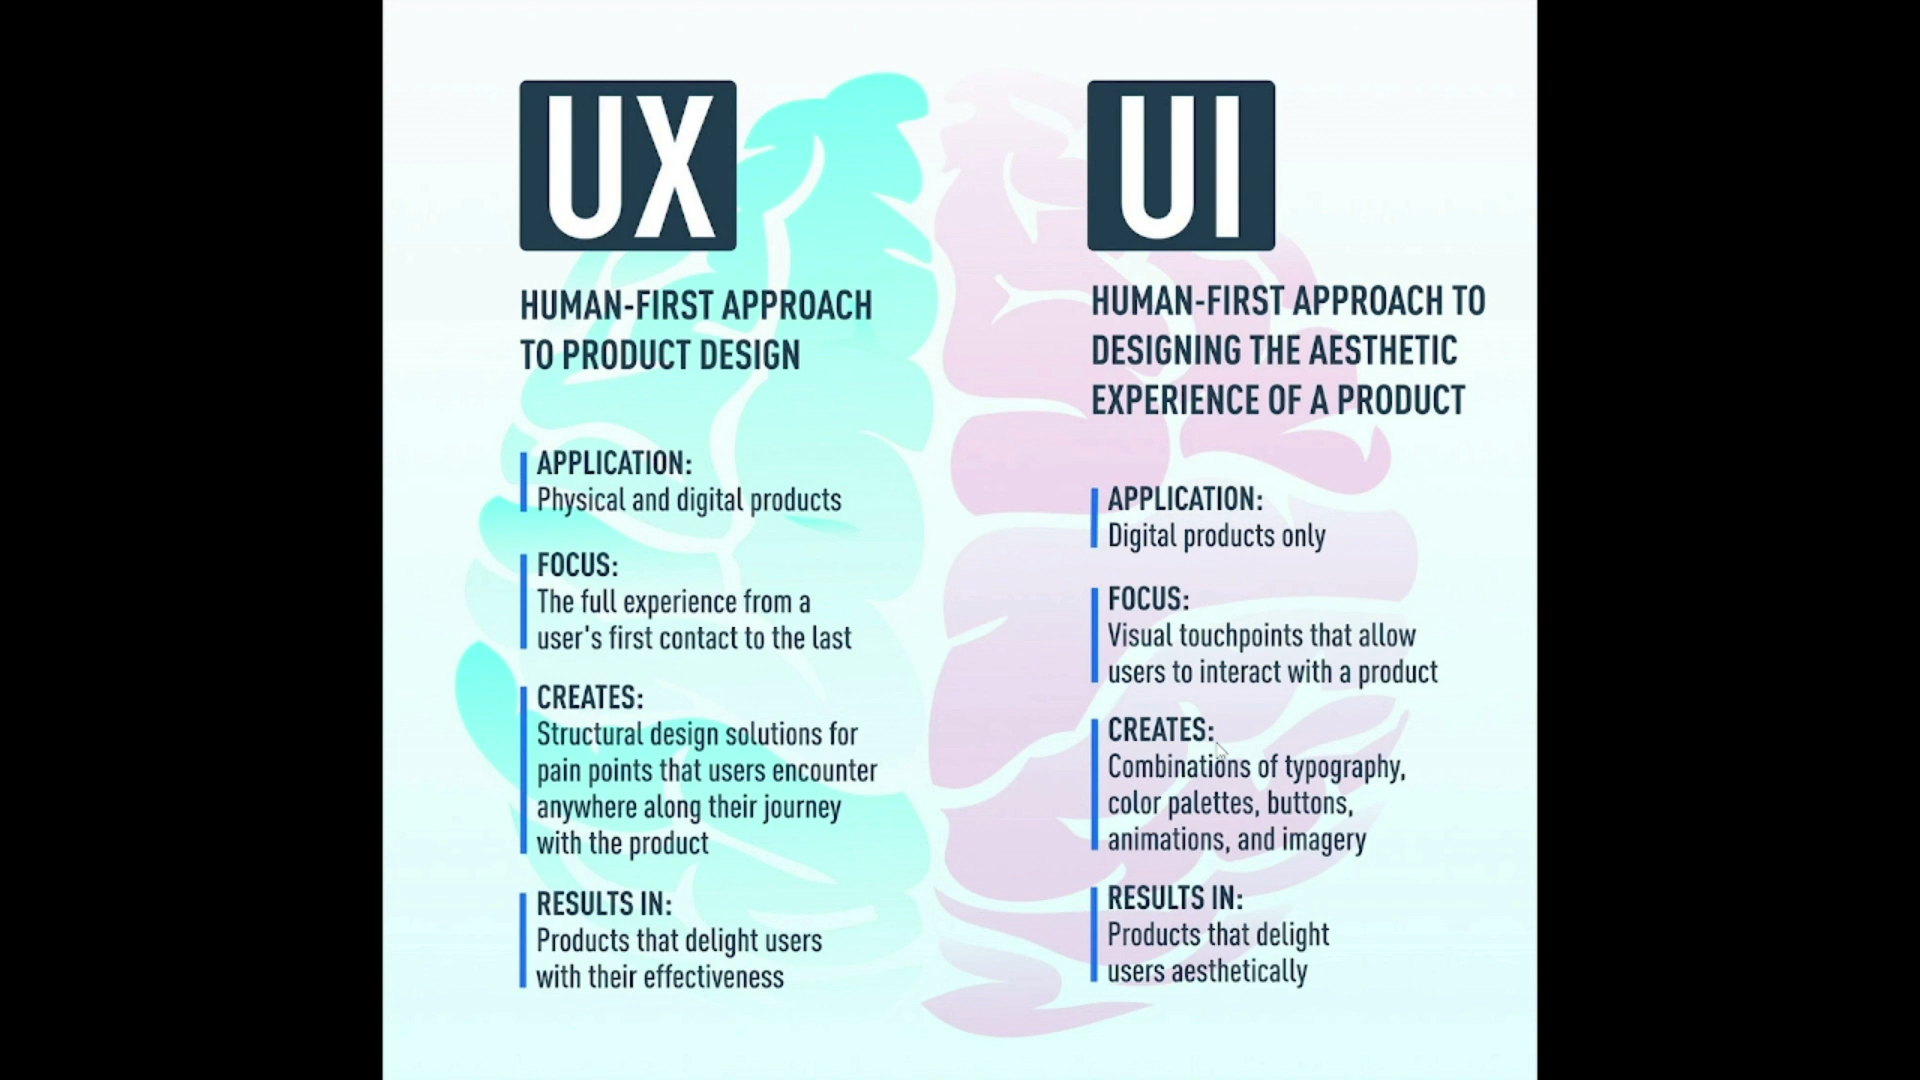 UX
HUMAN-FIRST APPROACH
TO PRODUCT DESIGN
APPLICATION:
Physical and digital products
FOCUS:
The full experience from a
user's first contact to the last
CREATES:
Structural design solutions for
pain points that users encounter
anywhere along their journey
with the product
RESULTS IN:
Products that delight users
with their effectiveness
UI
HUMAN-FIRST APPROACH TO
DESIGNING THE AESTHETIC
EXPERIENCE OF A PRODUCT
APPLICATION:
Digital products only
FOCUS:
Visual touchpoints that allow
users to interact with a product
CREATES:
Combinations of typography,
color palettes, buttons,
animations, and imagery
RESULTS IN:
Products that delight
users aesthetically